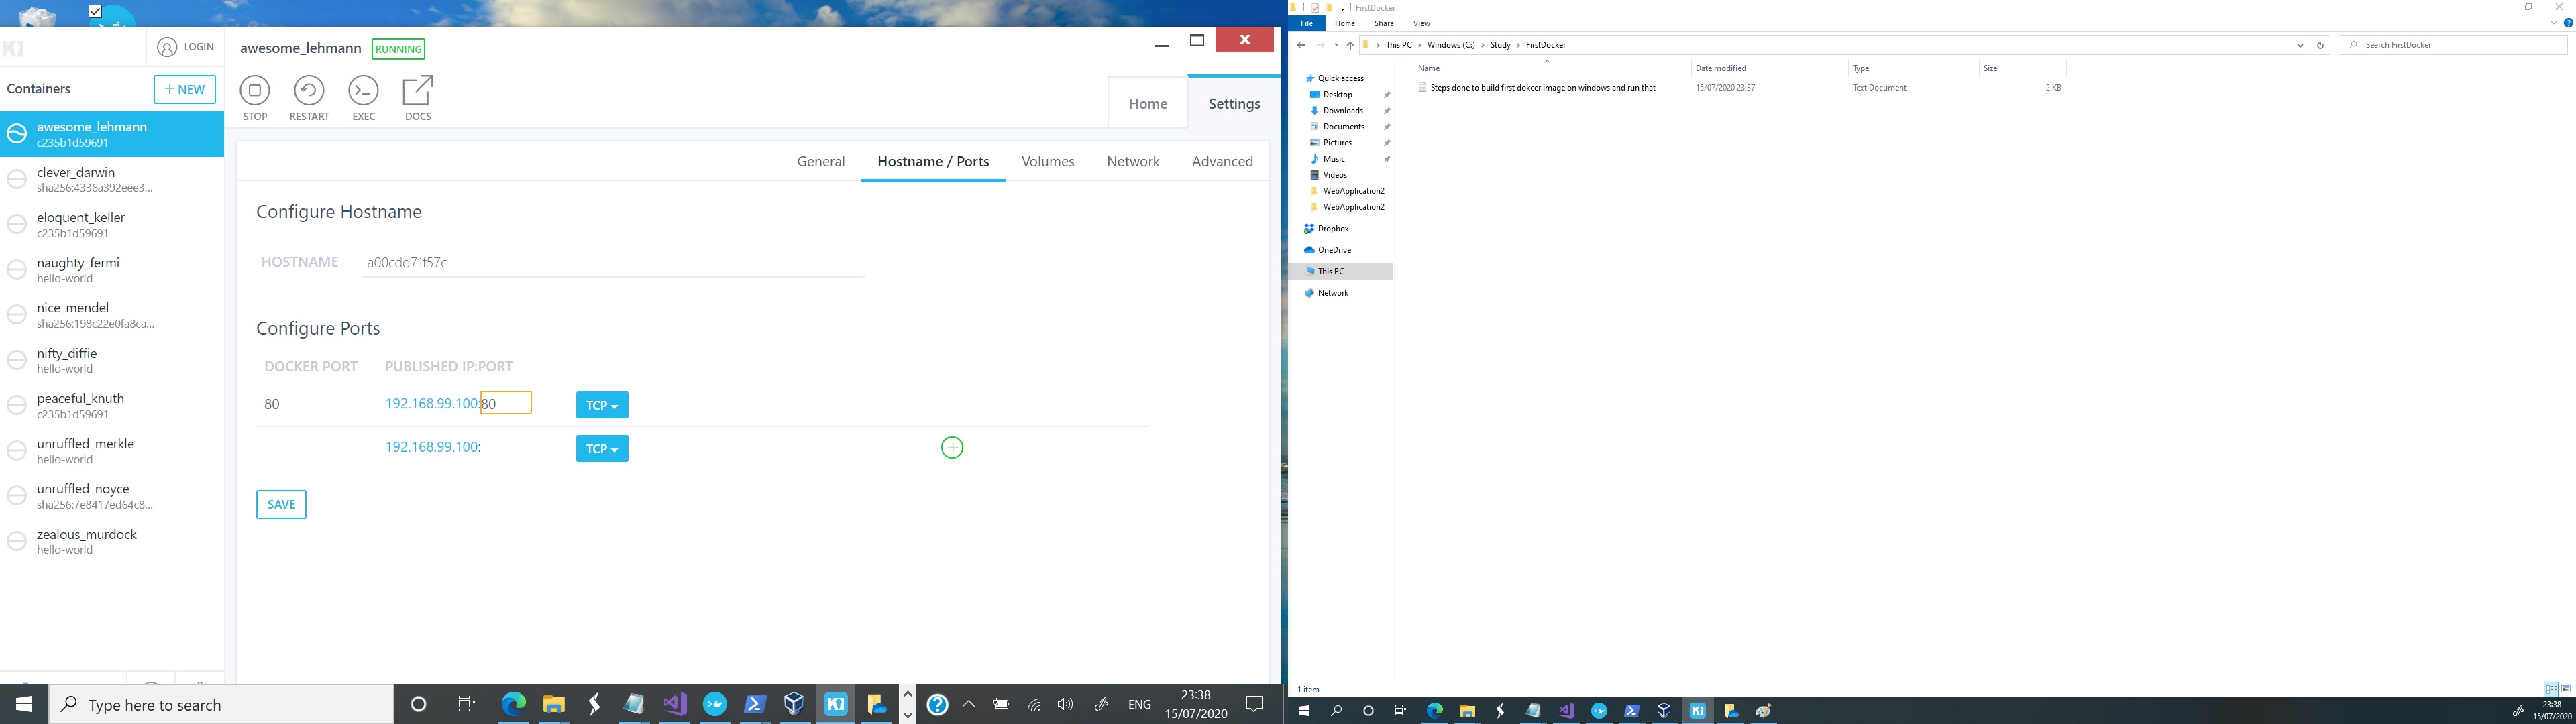 LOGIN
awesome_lehmann RUNNING
Containers
+ NEW
STOP RESTART EXEC DOCS
Home Settings
awesome_lehmann
c235b1d59691
clever_darwin
sha256:4336a392eee3...
eloquent_keller
c235b1d59691
naughty_fermi
hello-world
nice_mendel
sha256:198c22e0fa8ca...
nifty_diffie
hello-world
peaceful_knuth
c235b1d59691
unruffled_merkle
hello-world
unruffled_noyce
sha256:7e8417ed64c8...
zealous_murdock
hello-world
General Hostname / Ports Volumes Network Advanced
Configure Hostname
HOSTNAME a00cdd71f57c
Configure Ports
DOCKER PORT PUBLISHED IP:PORT
80 192.168.99.100:80 TCP
192.168.99.100: TCP
SAVE
Type here to search
ENG
23:38
15/07/2020
FirstDocker
File Home Share View
This PC > Windows (C:) > Study > FirstDocker
Search FirstDocker
Name Date modified Type Size
Steps done to build first dokcer image on windows and run that 15/07/2020 23:37 Text Document 2 KB
Quick access
Desktop
Downloads
Documents
Pictures
Music
Videos
WebApplication2
WebApplication2
Dropbox
OneDrive
This PC
Network
1 item
23:38
15/07/2020